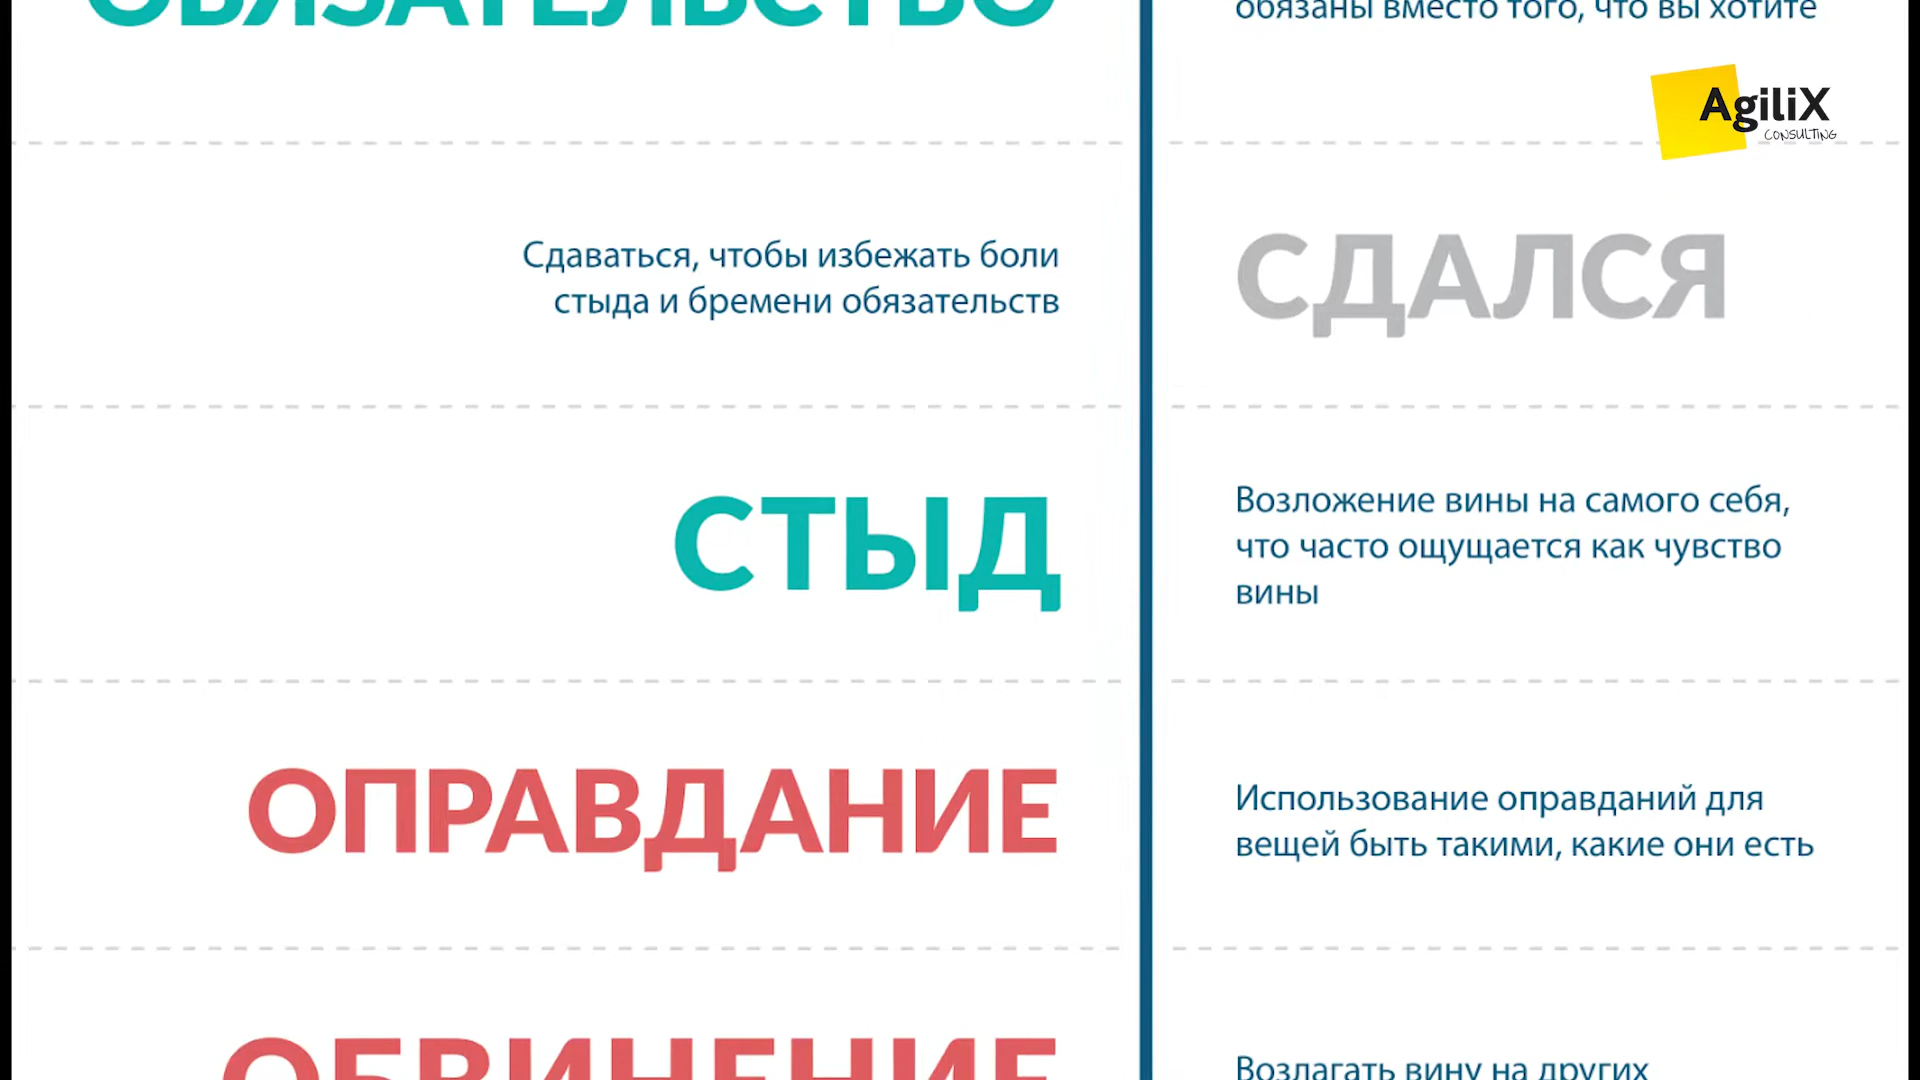 ОБЯЗАТЕЛЬСТВО
обязаны вместо того, что вы хотите
AgiliX
CONSULTING
Сдаваться, чтобы избежать боли
стыда и бремени обязательств
СДАЛСЯ
СТЫД
Возложение вины на самого себя,
что часто ощущается как чувство
вины
ОПРАВДАНИЕ
Использование оправданий для
вещей быть такими, какие они есть
ОБВИНЕНИЕ
Возлагать вину на других